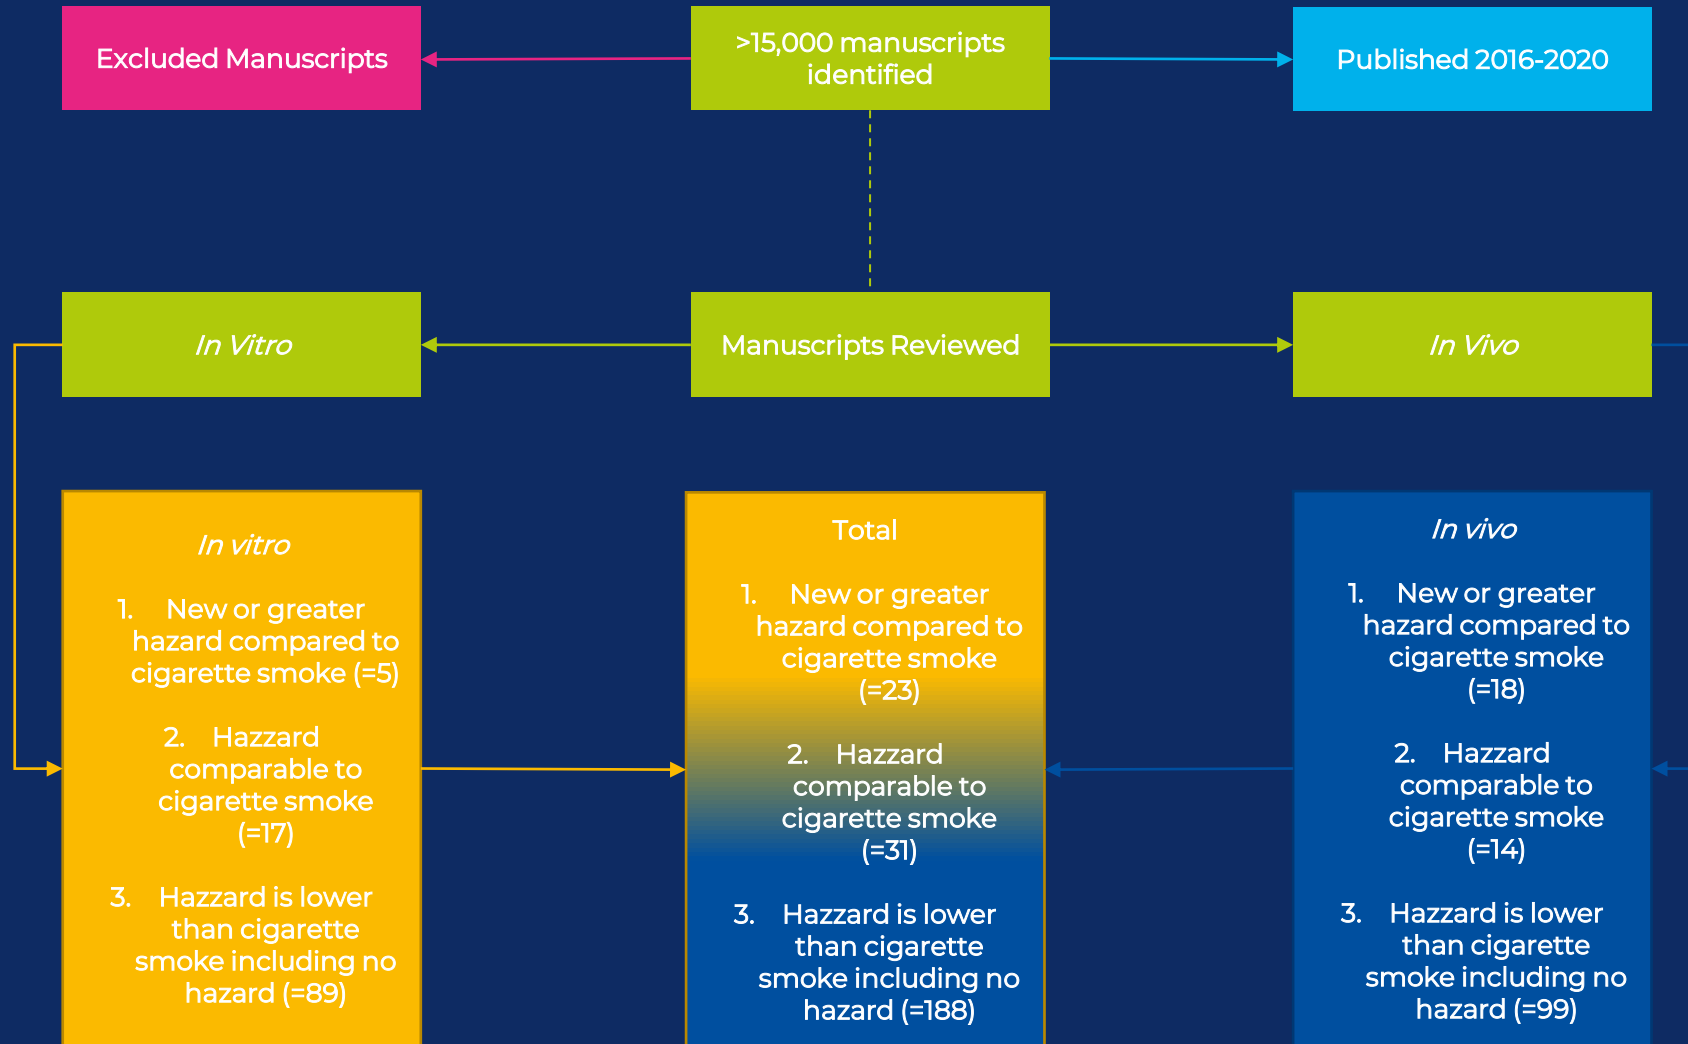 Excluded Manuscripts
>15,000 manuscripts
identified
Published 2016-2020
In Vitro
Manuscripts Reviewed
In Vivo
In vitro
1. New or greater
hazard compared to
cigarette smoke (=5)
2. Hazzard
comparable to
cigarette smoke
(=17)
3. Hazzard is lower
than cigarette
smoke including no
hazard (=89)
Total
1. New or greater
hazard compared to
cigarette smoke
(=23)
2. Hazzard
comparable to
cigarette smoke
(=31)
3. Hazzard is lower
than cigarette
smoke including no
hazard (=188)
In vivo
1. New or greater
hazard compared to
cigarette smoke
(=18)
2. Hazzard
comparable to
cigarette smoke
(=14)
3. Hazzard is lower
than cigarette
smoke including no
hazard (=99)